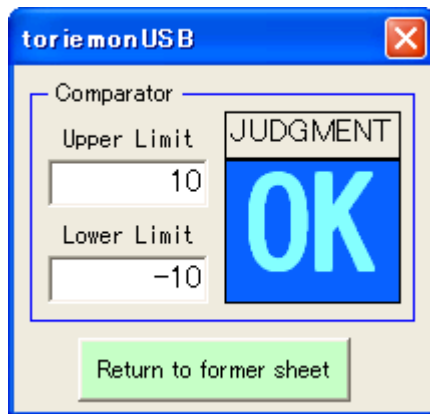 toriemonUSB
Comparator
Upper Limit
10
Lower Limit
-10
JUDGMENT
OK
Return to former sheet